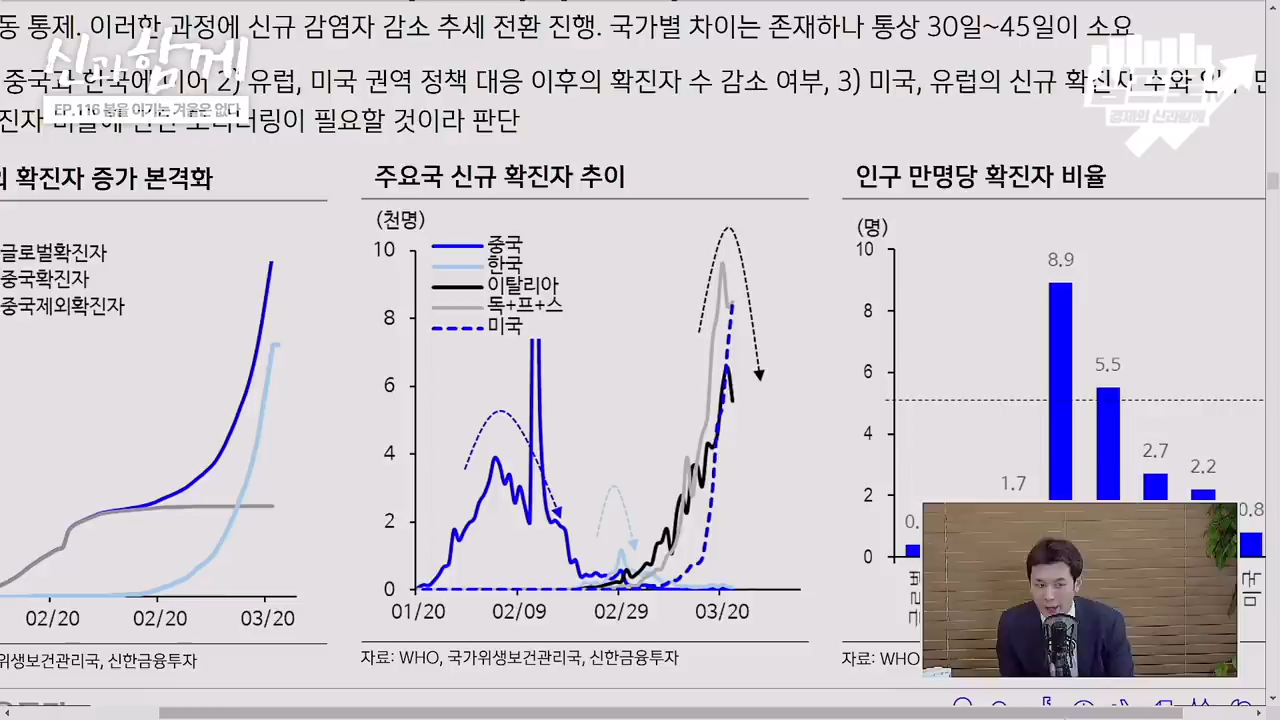 동 통제. 이러한 과정에 신규 감염자 감소 추세 전환 진행. 국가별 차이는 존재하나 통상 30일~45일이 소요
신과함께
EP.116 봄을 이기는 겨울은 없다
중국과 한국에 이어 2) 유럽, 미국 권역 정책 대응 이후의 확진자 수 감소 여부, 3) 미국, 유럽의 신규 확진자 수와
경제의 신과함께
필요할 것이라 판단
확진자 증가 본격화
글로벌확진자
중국확진자
중국제외확진자
02/20
02/20
03/20
위생보건관리국, 신한금융투자
주요국 신규 확진자 추이
(천명)
10
8
6
4
2
0
중국
한국
이탈리아
독+프+스
미국
01/20
02/09
02/29
03/20
자료: WHO, 국가위생보건관리국, 신한금융투자
인구 만명당 확진자 비율
(명)
10
8
6
4
2
0
0.
1.7
8.9
5.5
2.7
2.2
0.8
미국
자료: WHO